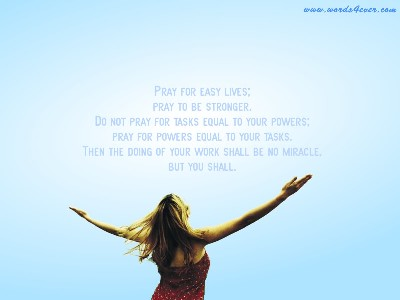 www.words4ever.com
Pray for easy lives;
pray to be stronger.
Do not pray for tasks equal to your powers;
pray for powers equal to your tasks.
Then the doing of your work shall be no miracle,
but you shall.